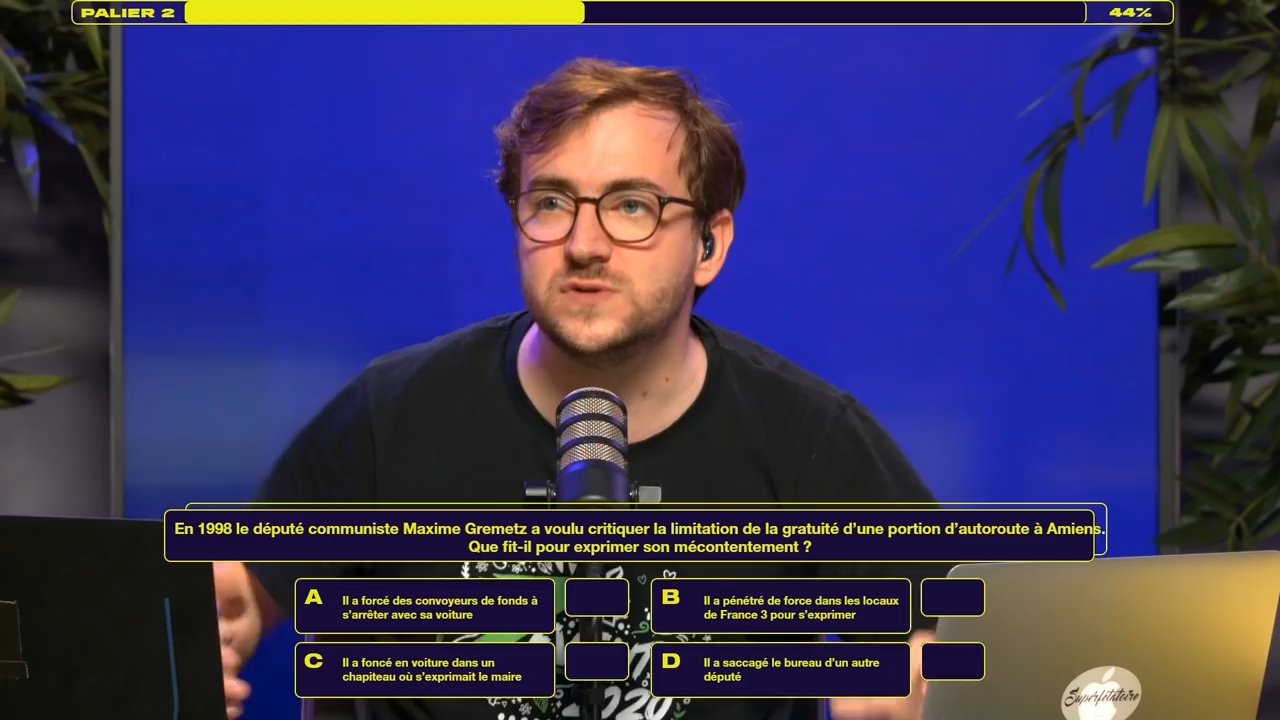 PALIER 2
44%
En 1998 le député communiste Maxime Gremetz a voulu critiquer la limitation de la gratuité d'une portion d'autoroute à Amiens.
Que fit-il pour exprimer son mécontentement ?
A
Il a forcé des convoyeurs de fonds à
s'arrêter avec sa voiture
B
Il a pénétré de force dans les locaux
de France 3 pour s'exprimer
C
Il a foncé en voiture dans un
chapiteau où s'exprimait le maire
D
Il a saccagé le bureau d'un autre
député
Superfétatoire